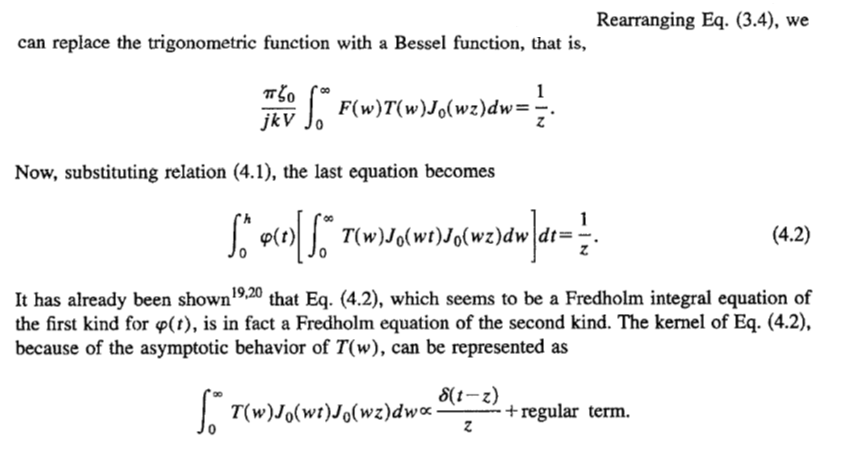 Rearranging Eq. (3.4), we
can replace the trigonometric function with a Bessel function, that is,
\frac{\pi\zeta_0}{jkV} \int_0^\infty F(w)T(w)J_0(wz)dw = \frac{1}{z}.
Now, substituting relation (4.1), the last equation becomes
\int_0^h \varphi(t) \left[ \int_0^\infty T(w)J_0(wt)J_0(wz)dw \right] dt = \frac{1}{z}. (4.2)
It has already been shown^{19,20} that Eq. (4.2), which seems to be a Fredholm integral equation of
the first kind for φ(t), is in fact a Fredholm equation of the second kind. The kernel of Eq. (4.2),
because of the asymptotic behavior of T(w), can be represented as
\int_0^\infty T(w)J_0(wt)J_0(wz)dw \propto \frac{\delta(t-z)}{z} + regular term.